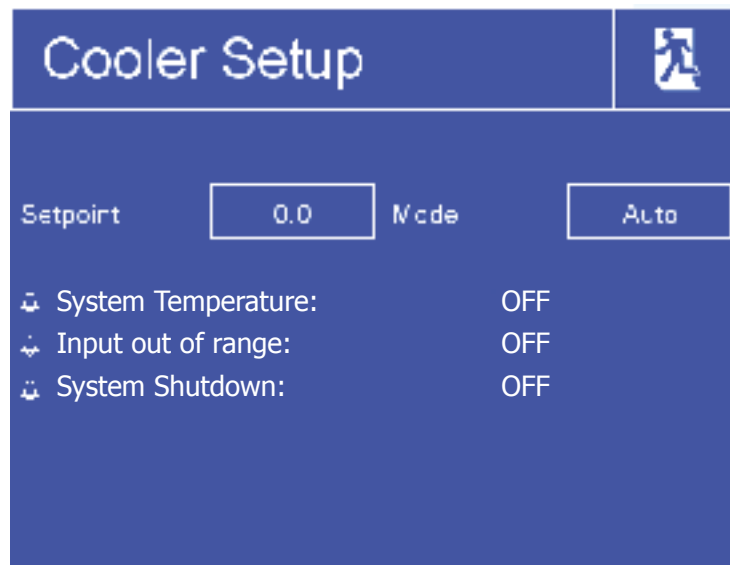 Cooler Setup
Setpoint 0.0 Mode Auto
System Temperature: OFF
Input out of range: OFF
System Shutdown: OFF